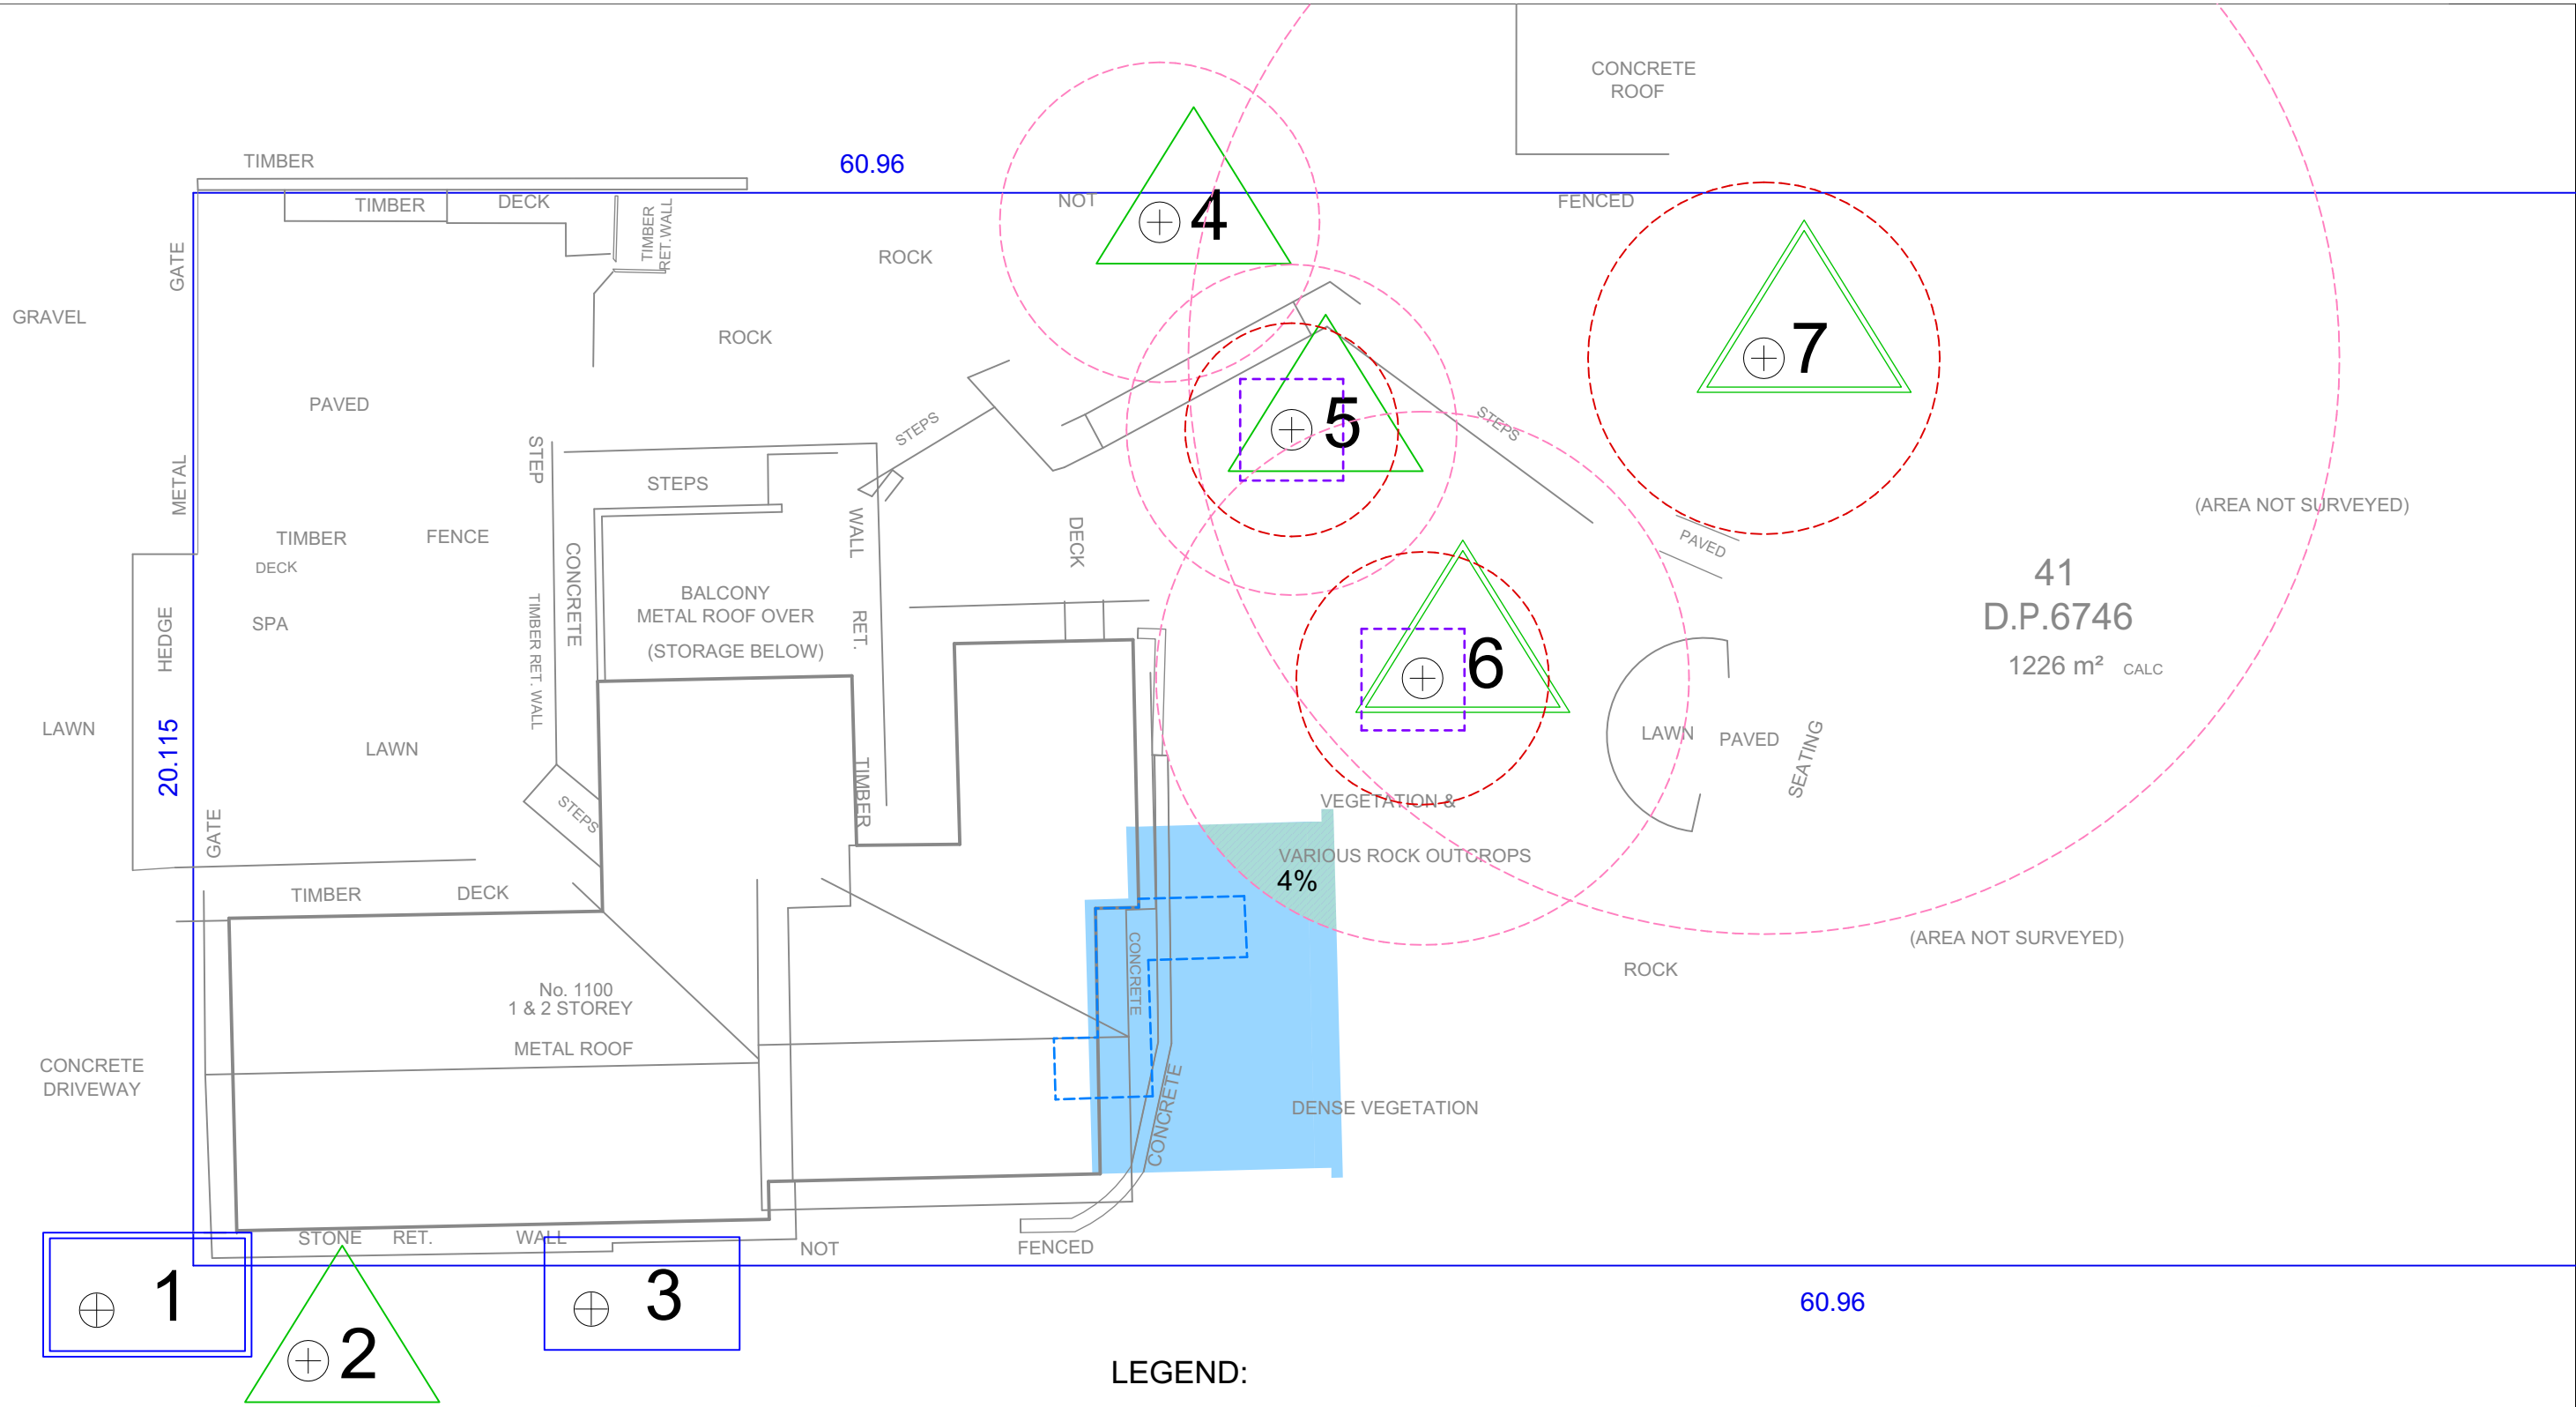 CONCRETE
ROOF
TIMBER
60.96
TIMBER
DECK
TIMBER
RET.WALL
NOT
4
FENCED
GATE
ROCK
GRAVEL
ROCK
7
PAVED
5
STEPS
STEPS
STEP
METAL
STEPS
WALL
(AREA NOT SURVEYED)
TIMBER
FENCE
DECK
PAVED
DECK
CONCRETE
41
BALCONY
METAL ROOF OVER
(STORAGE BELOW)
D.P.6746
SPA
HEDGE
TIMBER RET. WALL
RET.
6
1226 m² CALC
LAWN
20.115
LAWN
LAWN
PAVED
SEATING
TIMBER
GATE
STEPS
VEGETATION &
VARIOUS ROCK OUTCROPS
4%
TIMBER
DECK
(AREA NOT SURVEYED)
CONCRETE
ROCK
No. 1100
1 & 2 STOREY
METAL ROOF
CONCRETE
DRIVEWAY
CONCRETE
DENSE VEGETATION
STONE
RET.
WALL
NOT
FENCED
1
3
60.96
2
LEGEND: